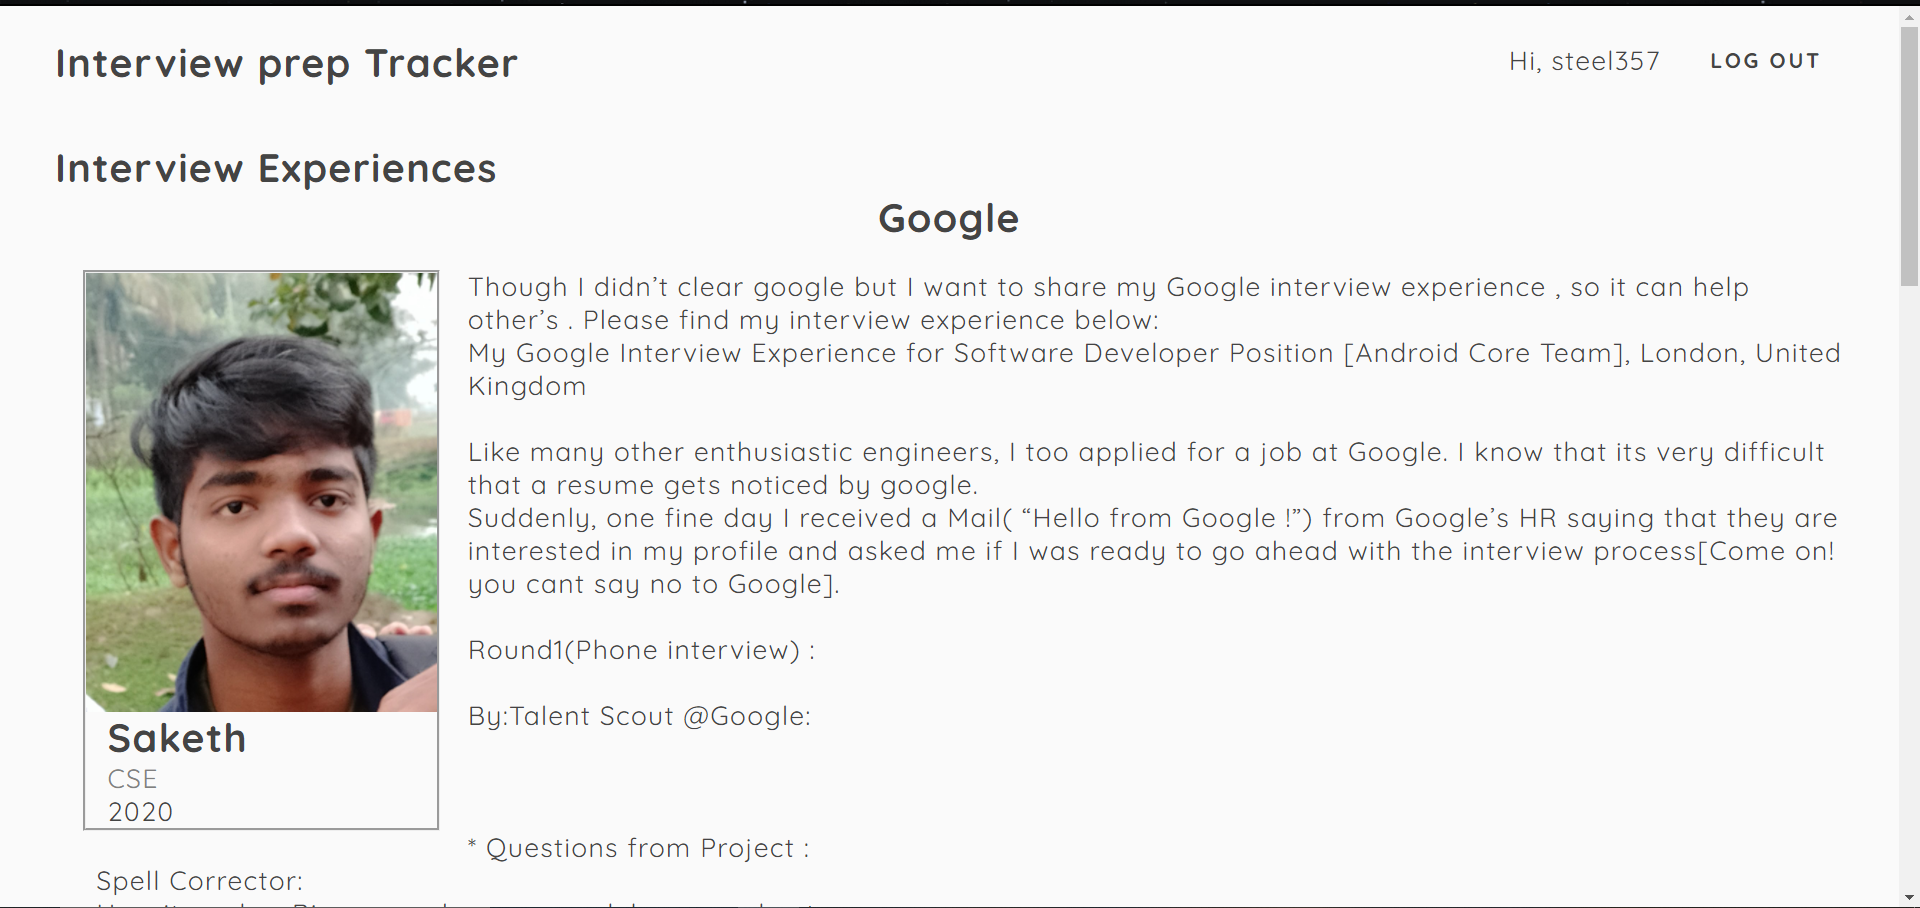 Interview prep Tracker
Hi, steel357
LOG OUT
Interview Experiences
Google
Though I didn’t clear google but I want to share my Google interview experience , so it can help
other’s . Please find my interview experience below:
My Google Interview Experience for Software Developer Position [Android Core Team], London, United
Kingdom
Like many other enthusiastic engineers, I too applied for a job at Google. I know that its very difficult
that a resume gets noticed by google.
Suddenly, one fine day I received a Mail( “Hello from Google !”) from Google’s HR saying that they are
interested in my profile and asked me if I was ready to go ahead with the interview process[Come on!
you cant say no to Google].
Round1(Phone interview) :
By:Talent Scout @Google:
Saketh
CSE
2020
* Questions from Project :
Spell Corrector: